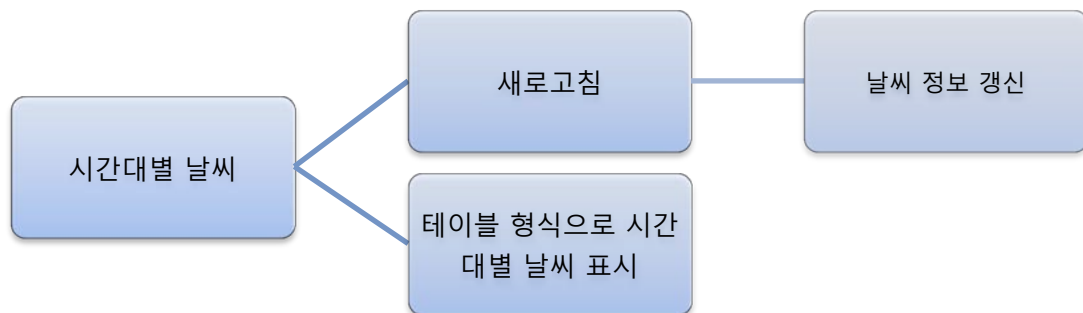 시간대별 날씨
새로고침
날씨 정보 갱신
테이블 형식으로 시간
대별 날씨 표시